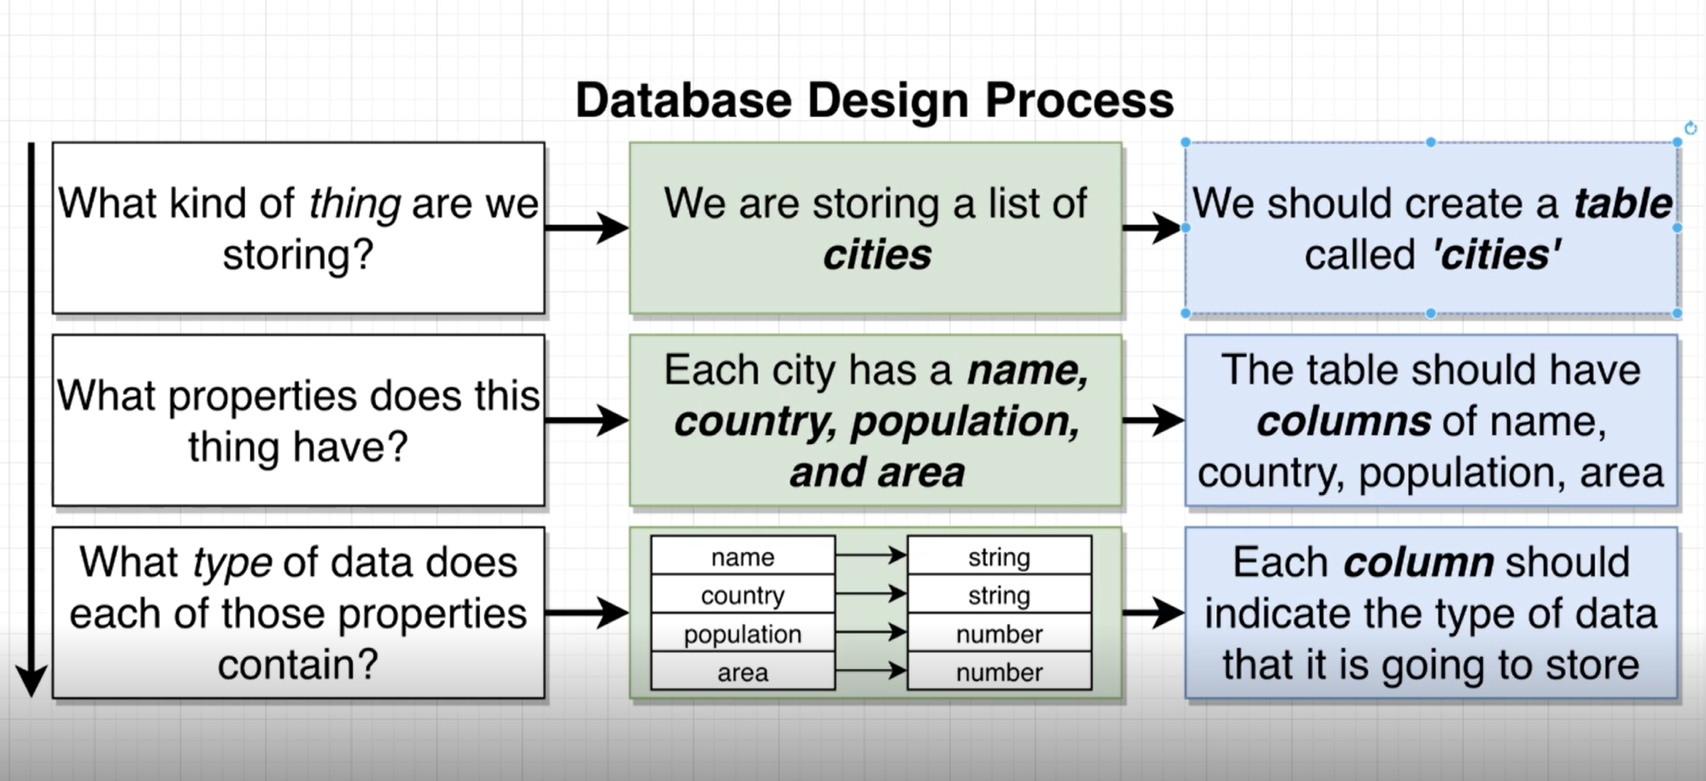 Database Design Process
What kind of thing are we
storing?
We are storing a list of
cities
We should create a table
called 'cities'
What properties does this
thing have?
Each city has a name,
country, population,
and area
The table should have
columns of name,
country, population, area
What type of data does
each of those properties
contain?
name
string
country
string
population
number
area
number
Each column should
indicate the type of data
that it is going to store